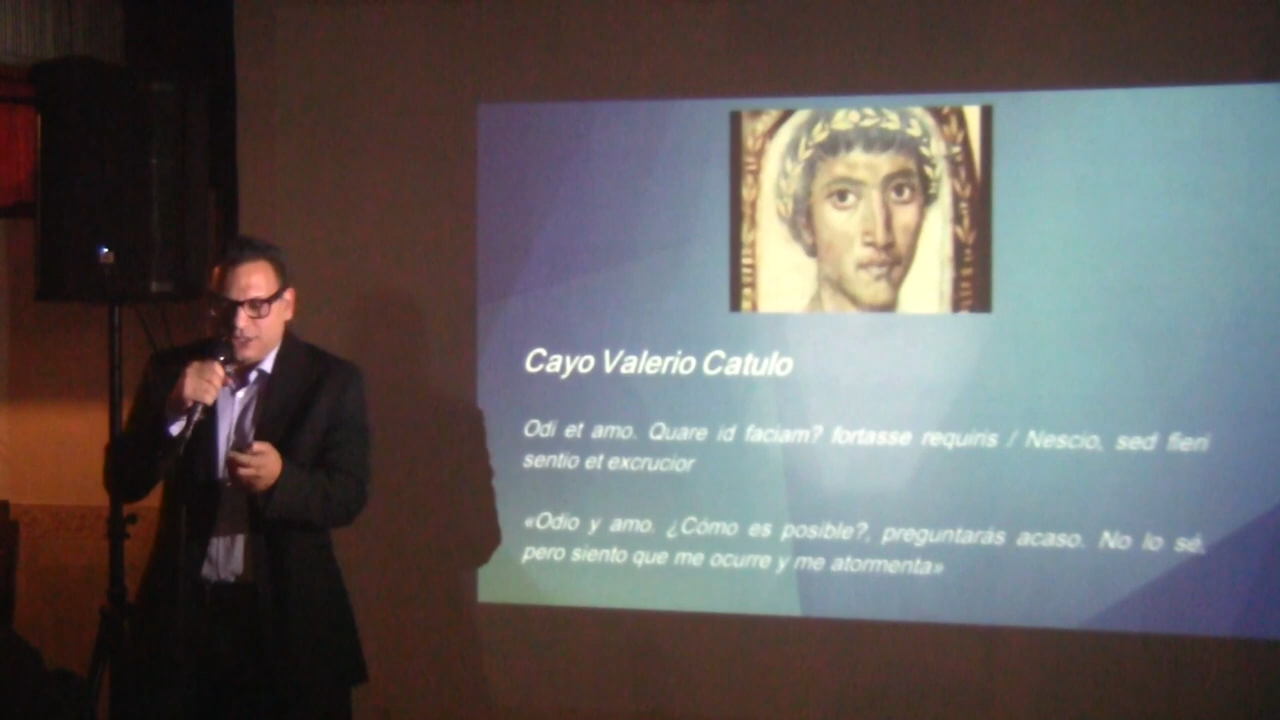 Cayo Valerio Catulo
Odi et amo. Quare id faciam? fortasse requiris / Nescio, sed fieri
sentio et excrucior
«Odio y amo. ¿Cómo es posible?, preguntarás acaso. No lo sé,
pero siento que me ocurre y me atormenta»